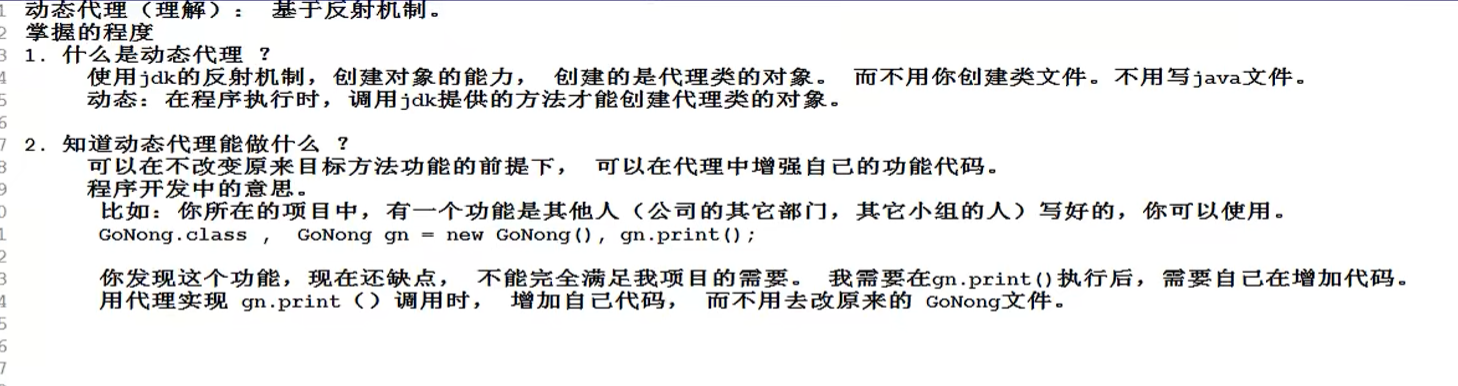 1 动态代理（理解）： 基于反射机制。
2 掌握的程度
3 1. 什么是动态代理 ？
4 使用jdk的反射机制，创建对象的能力， 创建的是代理类的对象。 而不用你创建类文件。不用写java文件。
5 动态：在程序执行时，调用jdk提供的方法才能创建代理类的对象。
6
7 2. 知道动态代理能做什么 ？
8 可以在不改变原来目标方法功能的前提下， 可以在代理中增强自己的功能代码。
9 程序开发中的意思。
0 比如：你所在的项目中，有一个功能是其他人（公司的其它部门，其它小组的人）写好的，你可以使用。
1 GoNong.class , GoNong gn = new GoNong(), gn.print();
2
3 你发现这个功能，现在还缺点， 不能完全满足我项目的需要。 我需要在gn.print()执行后，需要自己在增加代码。
4 用代理实现 gn.print（）调用时， 增加自己代码， 而不用去改原来的 GoNong文件。
5
6
7